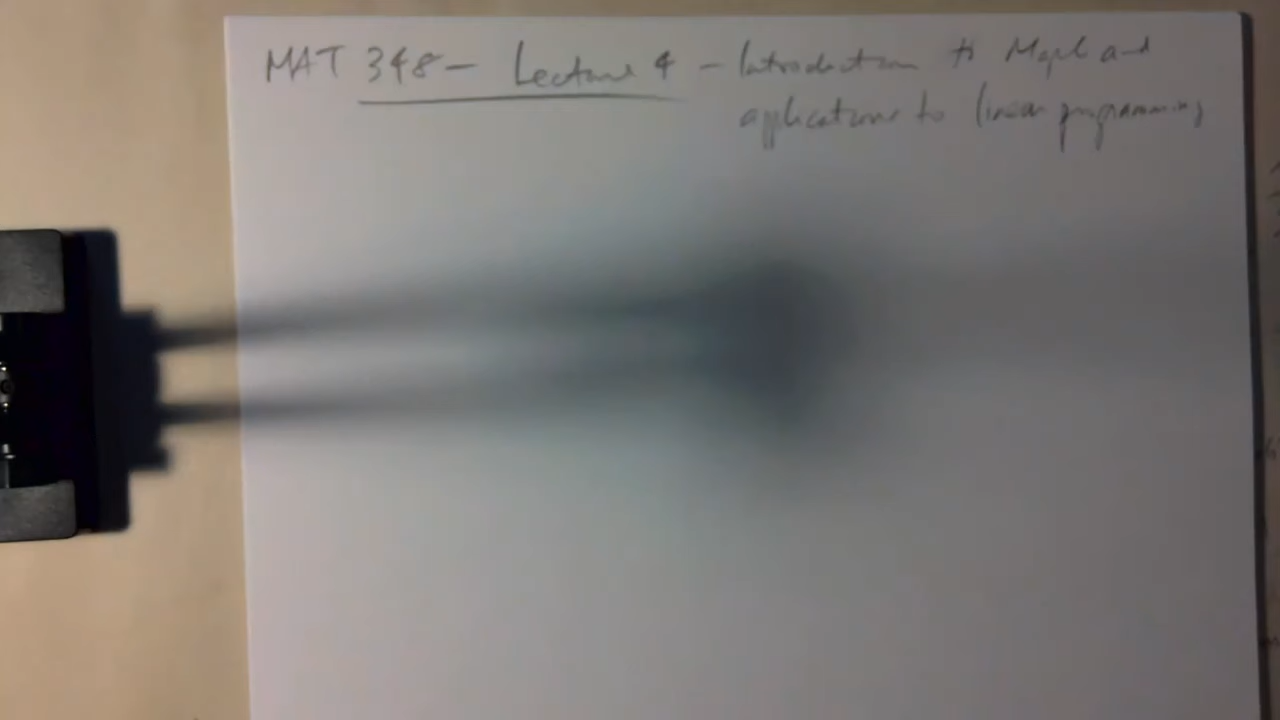 MAT 348 - Lecture 4 - Introduction to Maple and
applications to linear programming